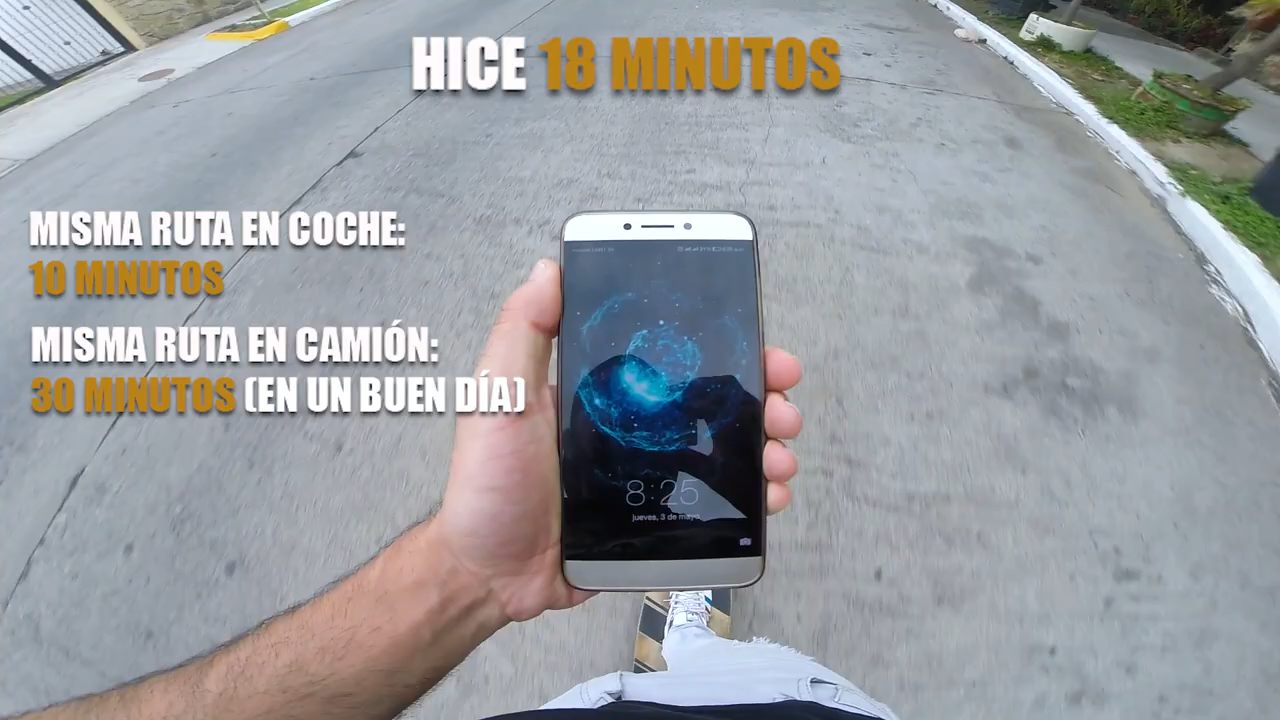 HICE 18 MINUTOS
MISMA RUTA EN COCHE:
10 MINUTOS
MISMA RUTA EN CAMIÓN:
30 MINUTOS (EN UN BUEN DÍA)
8:25
jueves, 3 de mayo